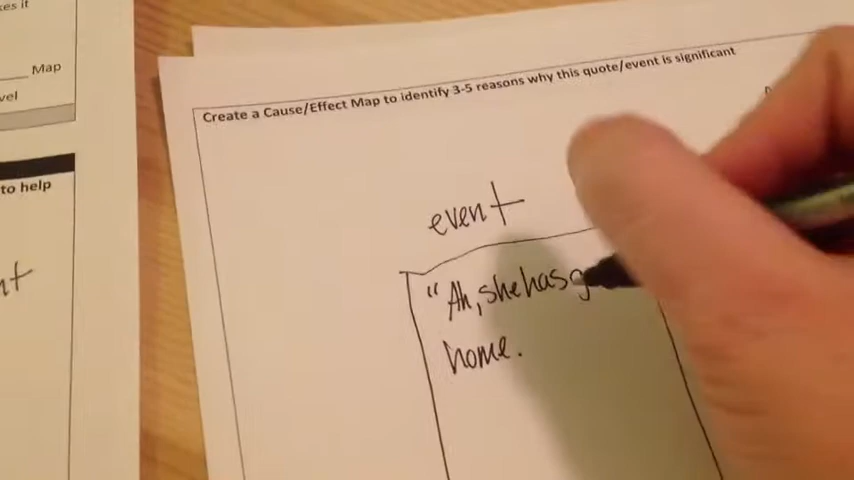 kes it
Map
vel
to help
nt
Create a Cause/Effect Map to identify 3-5 reasons why this quote/event is significant
event
"Ah, she has g
home.